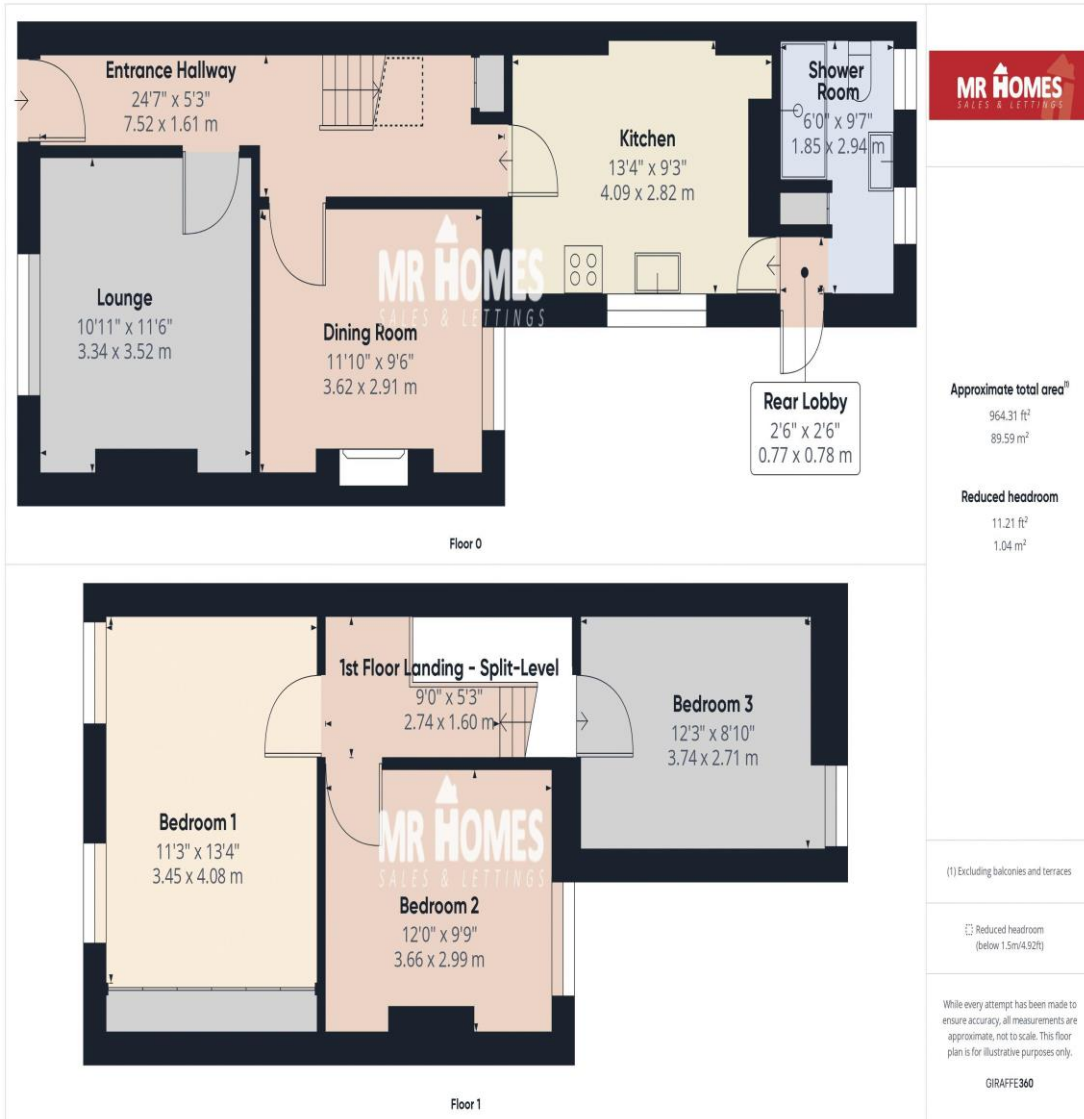 Entrance Hallway
24'7" x 5'3"
7.52 x 1.61 m
Lounge
10'11" x 11'6"
3.34 x 3.52 m
Dining Room
11'10" x 9'6"
3.62 x 2.91 m
MR HOMES
SALES & LETTINGS
Kitchen
13'4" x 9'3"
4.09 x 2.82 m
Shower
Room
6'0" x 9'7"
1.85 x 2.94 m
Rear Lobby
2'6" x 2'6"
0.77 x 0.78 m
Floor 0
1st Floor Landing - Split-Level
9'0" x 5'3"
2.74 x 1.60 m
Bedroom 1
11'3" x 13'4"
3.45 x 4.08 m
MR HOMES
SALES & LETTINGS
Bedroom 2
12'0" x 9'9"
3.66 x 2.99 m
Bedroom 3
12'3" x 8'10"
3.74 x 2.71 m
Floor 1
MR HOMES
SALES & LETTINGS
Approximate total area⁽¹⁾
964.31 ft²
89.59 m²
Reduced headroom
11.21 ft²
1.04 m²
(1) Excluding balconies and terraces
Reduced headroom
(below 1.5m/4.92ft)
While every attempt has been made to
ensure accuracy, all measurements are
approximate, not to scale. This floor
plan is for illustrative purposes only.
GIRAFFE360